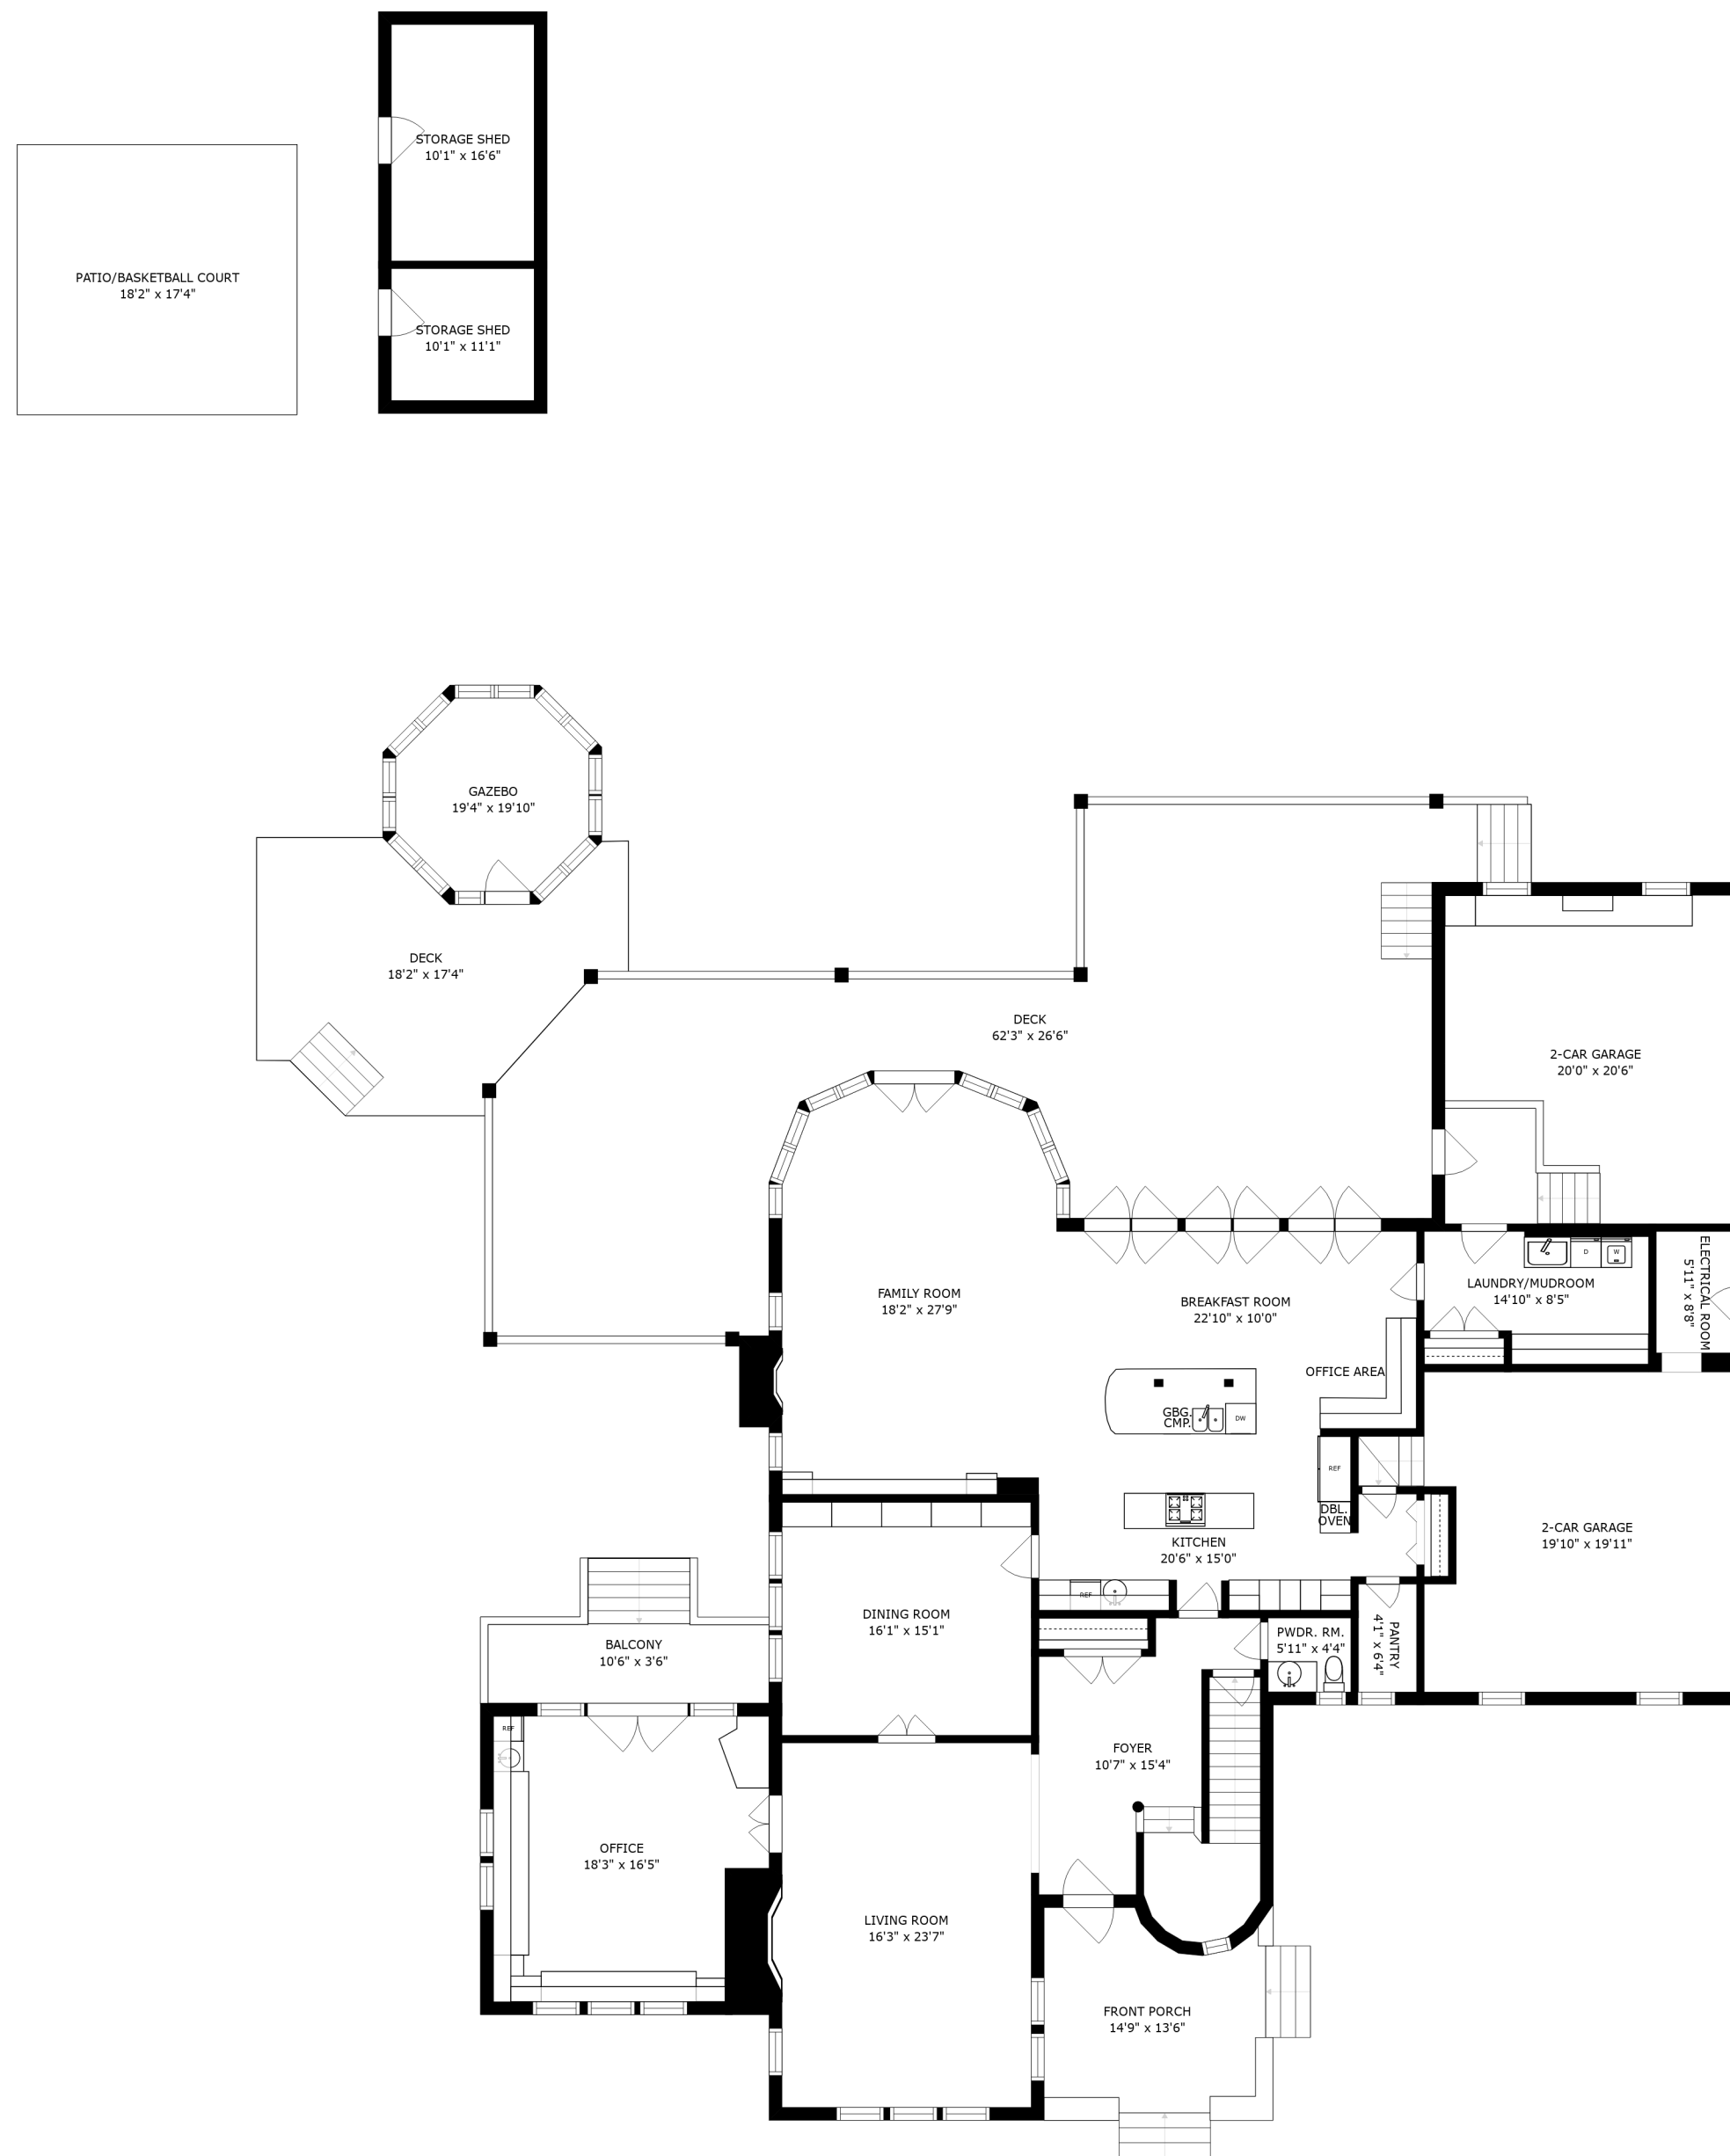 STORAGE SHED
10'1" x 16'6"
PATIO/BASKETBALL COURT
18'2" x 17'4"
STORAGE SHED
10'1" x 11'1"
GAZEBO
19'4" x 19'10"
DECK
18'2" x 17'4"
DECK
62'3" x 26'6"
2-CAR GARAGE
20'0" x 20'6"
FAMILY ROOM
18'2" x 27'9"
BREAKFAST ROOM
22'10" x 10'0"
LAUNDRY/MUDROOM
14'10" x 8'5"
D
W
ELECTRICAL ROOM
5'11" x 8'8"
OFFICE AREA
GBG.
CMP.
DW
REF
DBL.
OVEN
KITCHEN
20'6" x 15'0"
REF
2-CAR GARAGE
19'10" x 19'11"
DINING ROOM
16'1" x 15'1"
BALCONY
10'6" x 3'6"
PWDR. RM.
5'11" x 4'4"
PANTRY
4'1" x 6'4"
REF
FOYER
10'7" x 15'4"
OFFICE
18'3" x 16'5"
LIVING ROOM
16'3" x 23'7"
FRONT PORCH
14'9" x 13'6"